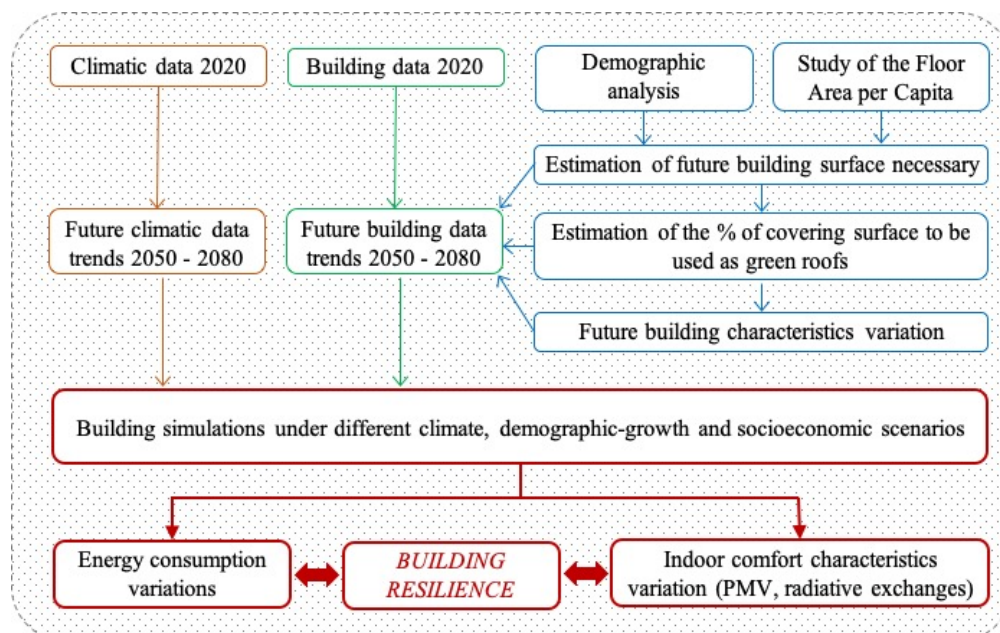 Climatic data 2020
Building data 2020
Demographic
analysis
Study of the Floor
Area per Capita
Estimation of future building surface necessary
Future climatic data
trends 2050 - 2080
Future building data
trends 2050 - 2080
Estimation of the % of covering surface to be
used as green roofs
Future building characteristics variation
Building simulations under different climate, demographic-growth and socioeconomic scenarios
Energy consumption
variations
BUILDING
RESILIENCE
Indoor comfort characteristics
variation (PMV, radiative exchanges)